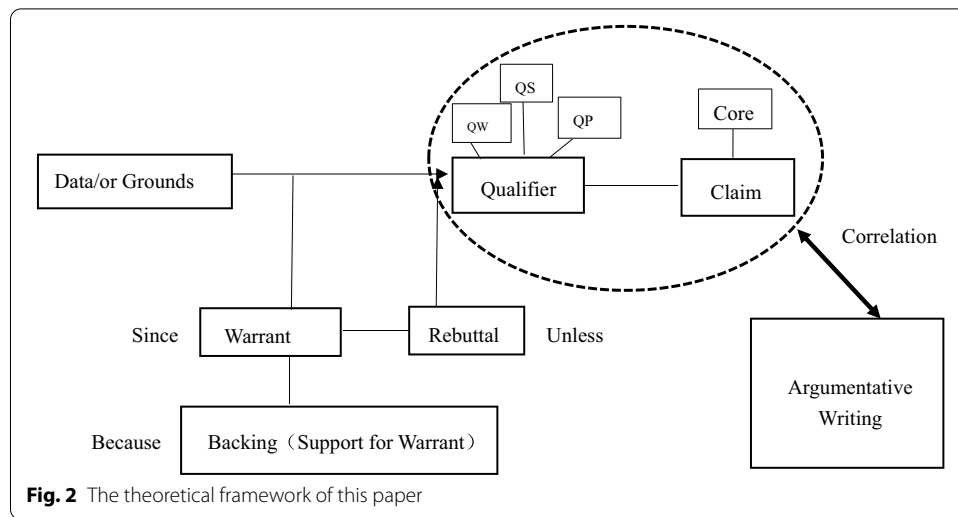 QS
QW
QP
Core
Data/or Grounds
Qualifier
Claim
Correlation
Since
Warrant
Rebuttal
Unless
Argumentative
Writing
Because
Backing（Support for Warrant）
Fig. 2 The theoretical framework of this paper